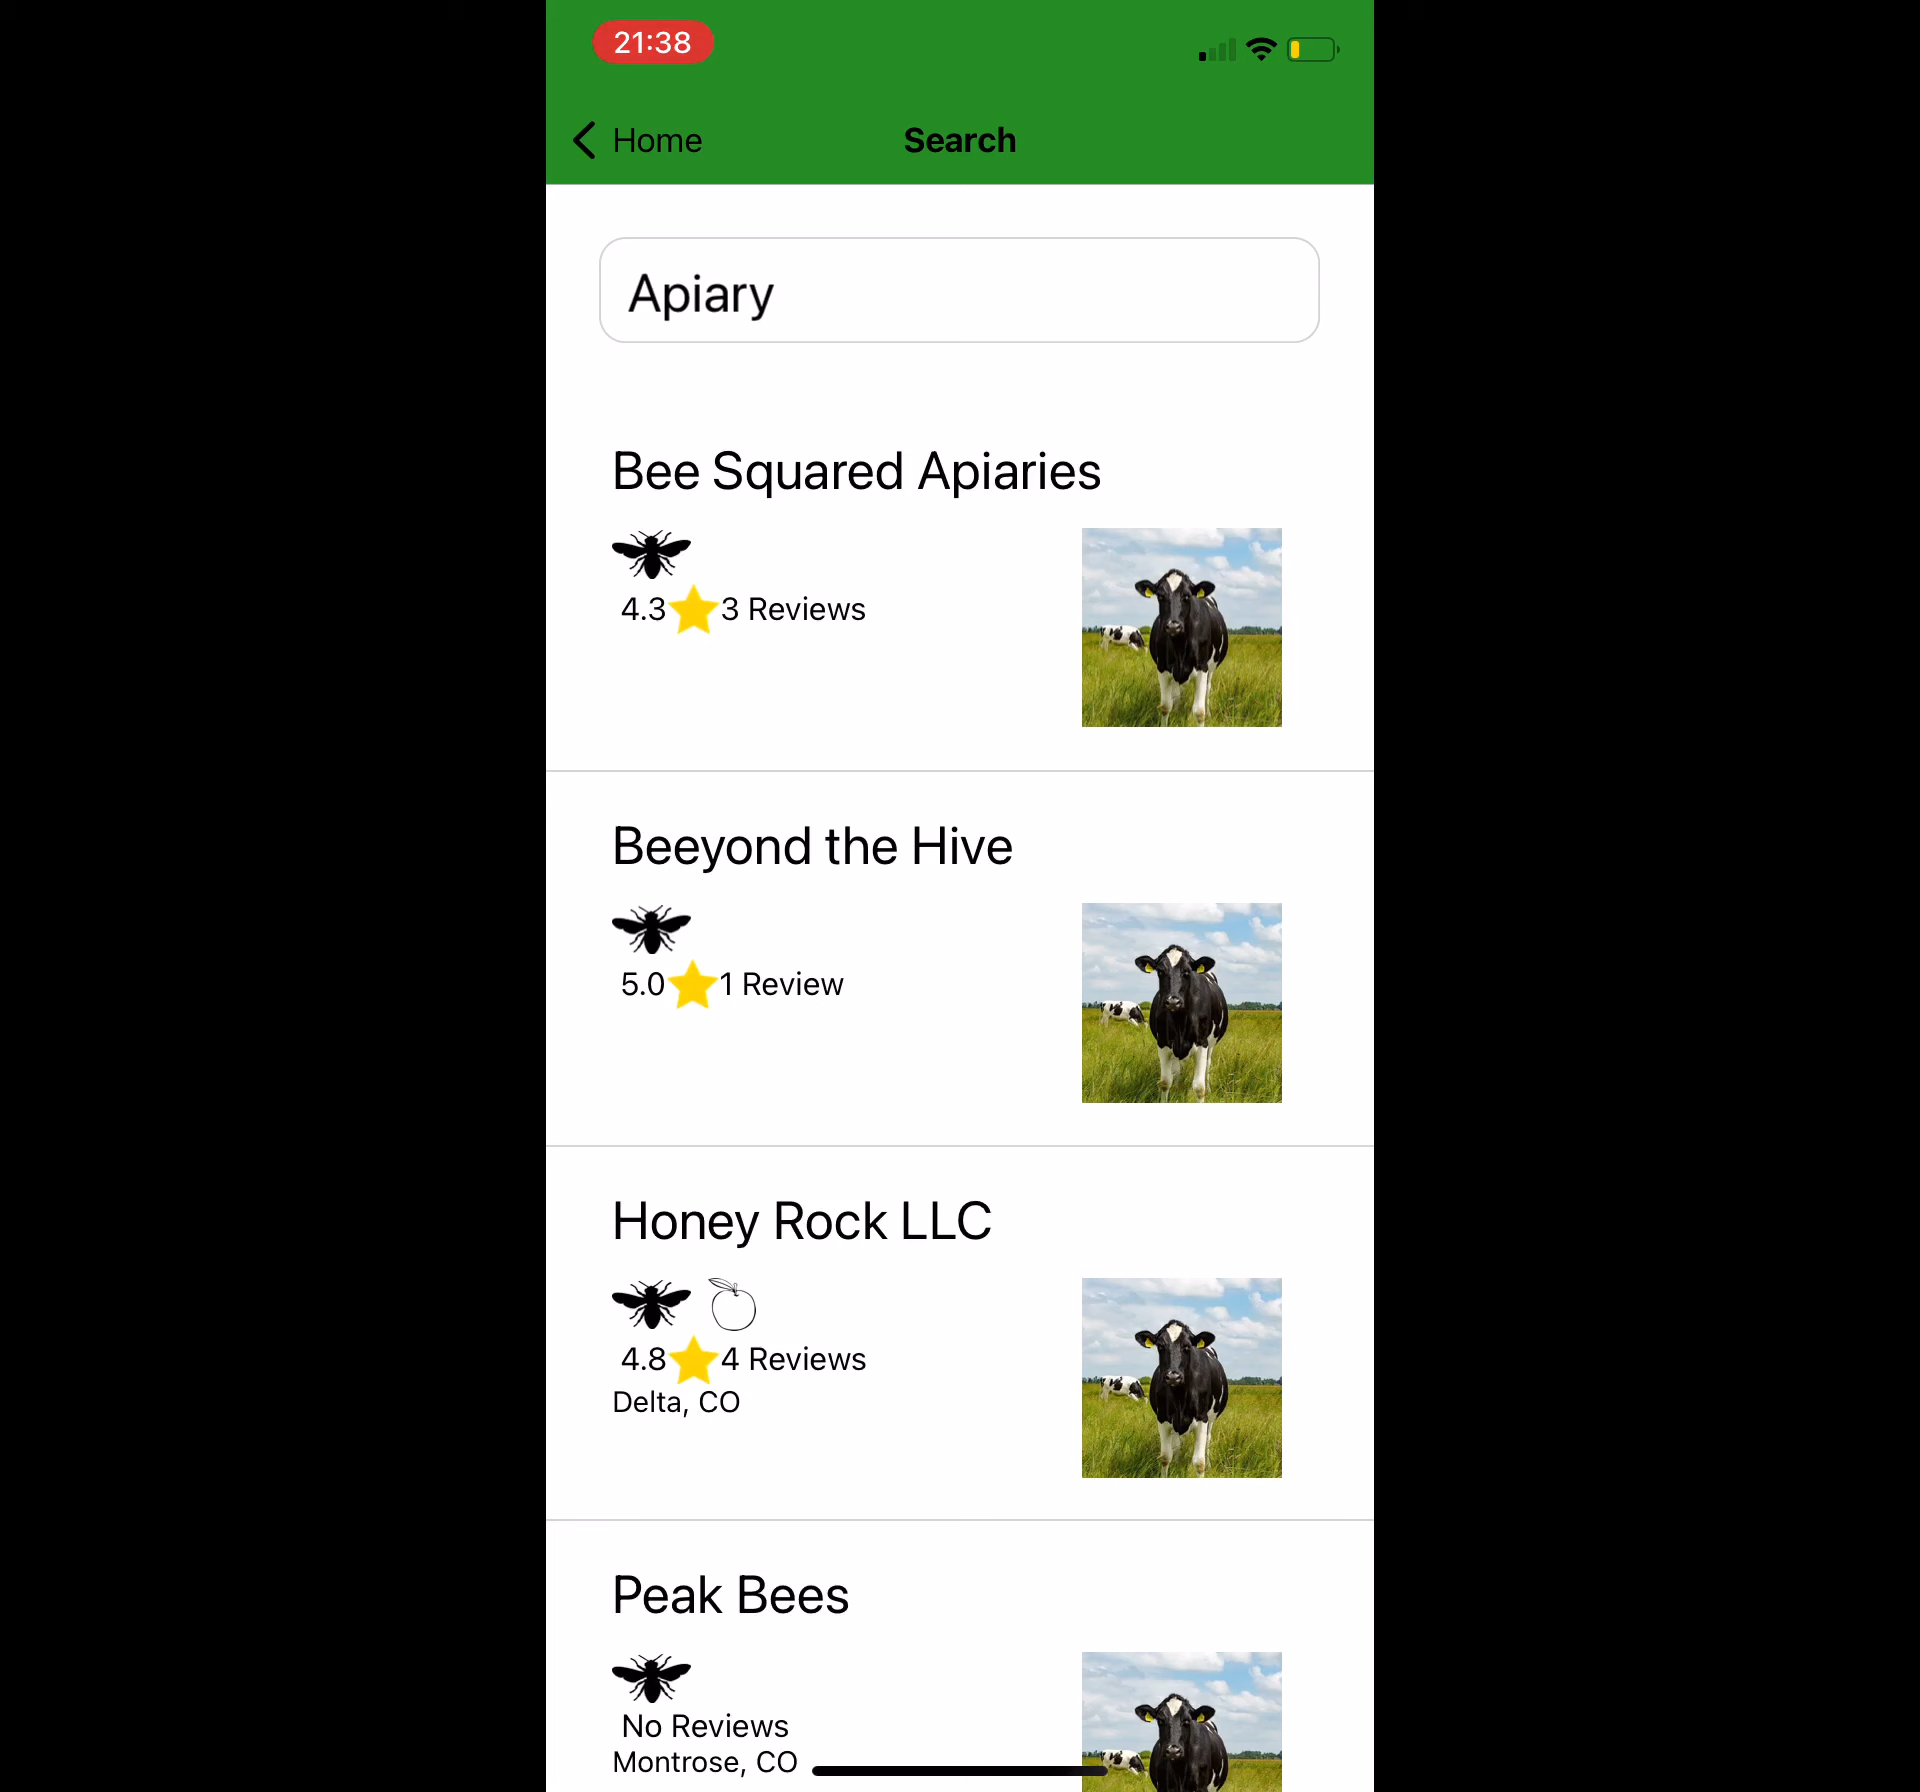 21:38
Home
Search
Apiary
Bee Squared Apiaries
4.3 3 Reviews
Beeyond the Hive
5.0 1 Review
Honey Rock LLC
4.8 4 Reviews
Delta, CO
Peak Bees
No Reviews
Montrose, CO